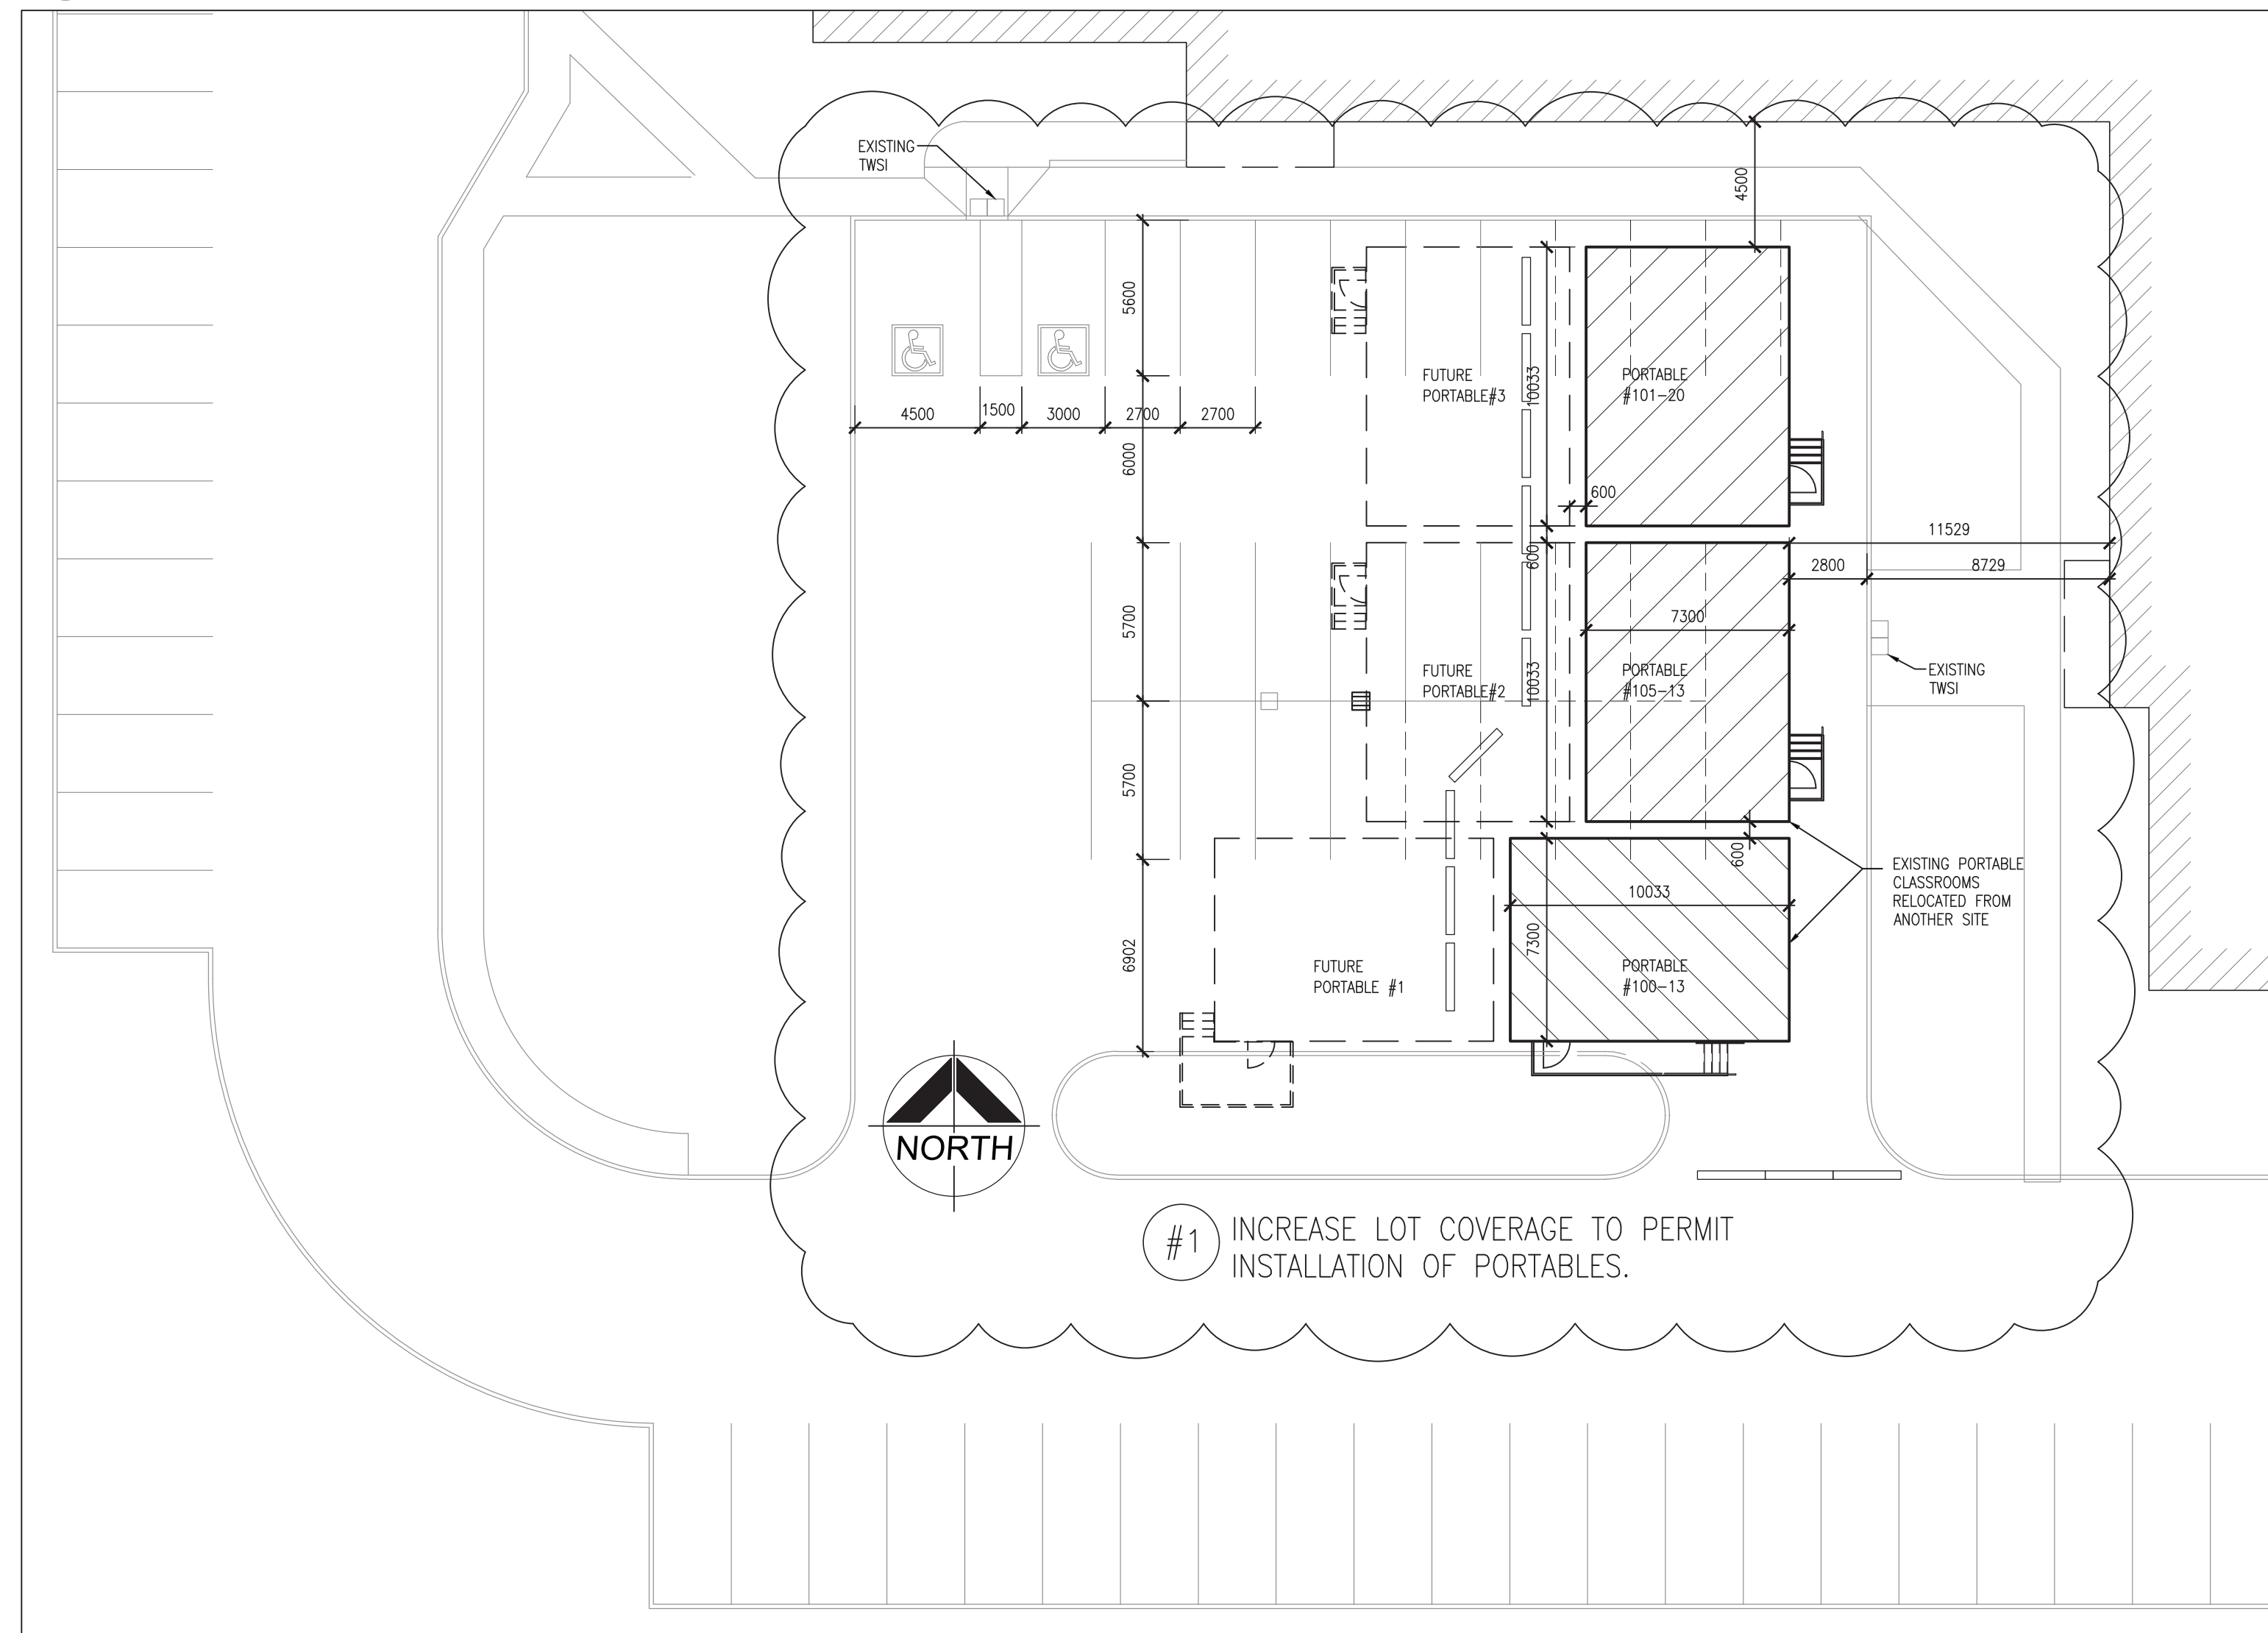 EXISTING
TWSI
4500
5600
FUTURE
PORTABLE#3
10033
PORTABLE
#101-20
4500
1500
3000
2700
2700
6000
600
11529
600
2800
8729
5700
7300
FUTURE
PORTABLE#2
10033
PORTABLE
#105-13
EXISTING
TWSI
5700
600
EXISTING PORTABLE
CLASSROOMS
RELOCATED FROM
ANOTHER SITE
10033
6902
7300
FUTURE
PORTABLE #1
PORTABLE
#100-13
NORTH
#1
INCREASE LOT COVERAGE TO PERMIT
INSTALLATION OF PORTABLES.